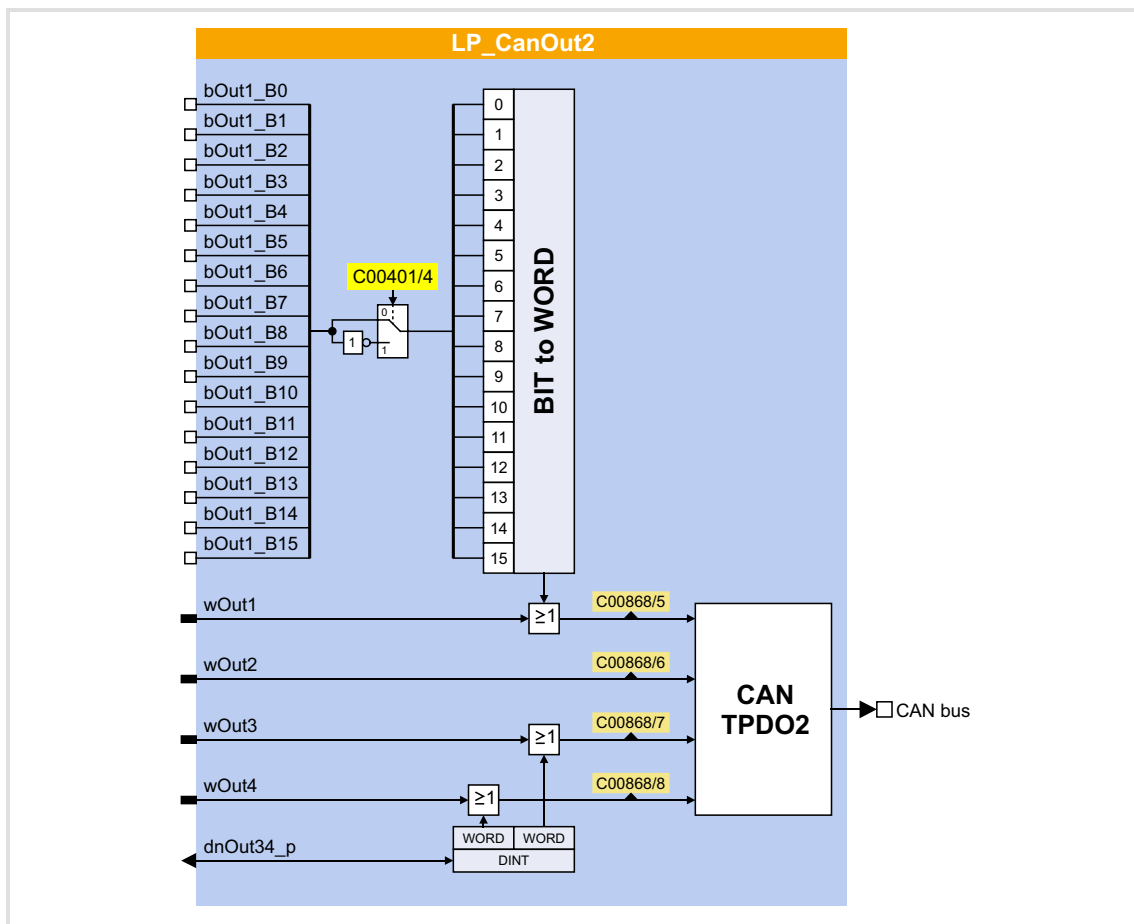 LP_CanOut2
bOut1_B0
bOut1_B1
bOut1_B2
bOut1_B3
bOut1_B4
bOut1_B5
bOut1_B6
bOut1_B7
bOut1_B8
bOut1_B9
bOut1_B10
bOut1_B11
bOut1_B12
bOut1_B13
bOut1_B14
bOut1_B15
C00401/4
0
1
1
0
1
2
3
4
5
6
7
8
9
10
11
12
13
14
15
BIT to WORD
wOut1
≥1
C00868/5
wOut2
C00868/6
wOut3
≥1
C00868/7
wOut4
≥1
C00868/8
CAN
TPDO2
CAN bus
dnOut34_p
WORD WORD
DINT